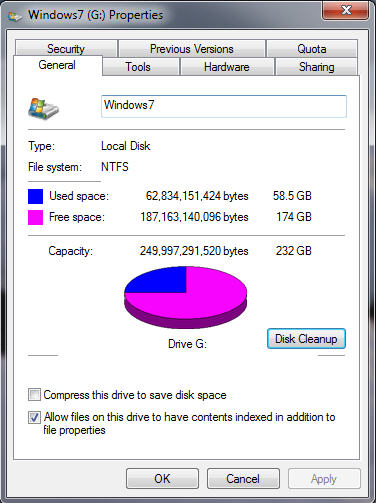 Windows7 (G:) Properties
Security Previous Versions Quota
General Tools Hardware Sharing
Windows7
Type: Local Disk
File system: NTFS
Used space: 62,834,151,424 bytes 58.5 GB
Free space: 187,163,140,096 bytes 174 GB
Capacity: 249,997,291,520 bytes 232 GB
Drive G: Disk Cleanup
Compress this drive to save disk space
Allow files on this drive to have contents indexed in addition to
file properties
OK Cancel Apply